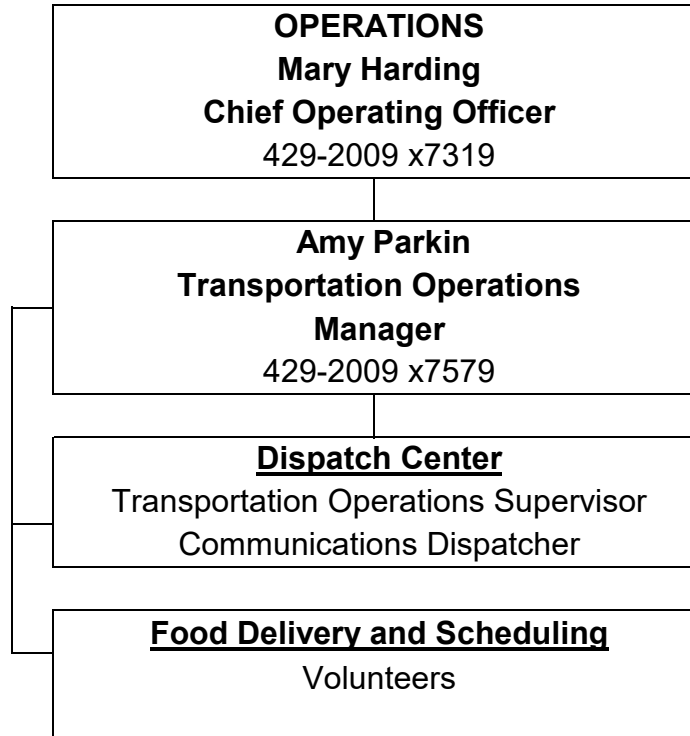 OPERATIONS
Mary Harding
Chief Operating Officer
429-2009 x7319
Amy Parkin
Transportation Operations
Manager
429-2009 x7579
Dispatch Center
Transportation Operations Supervisor
Communications Dispatcher
Food Delivery and Scheduling
Volunteers